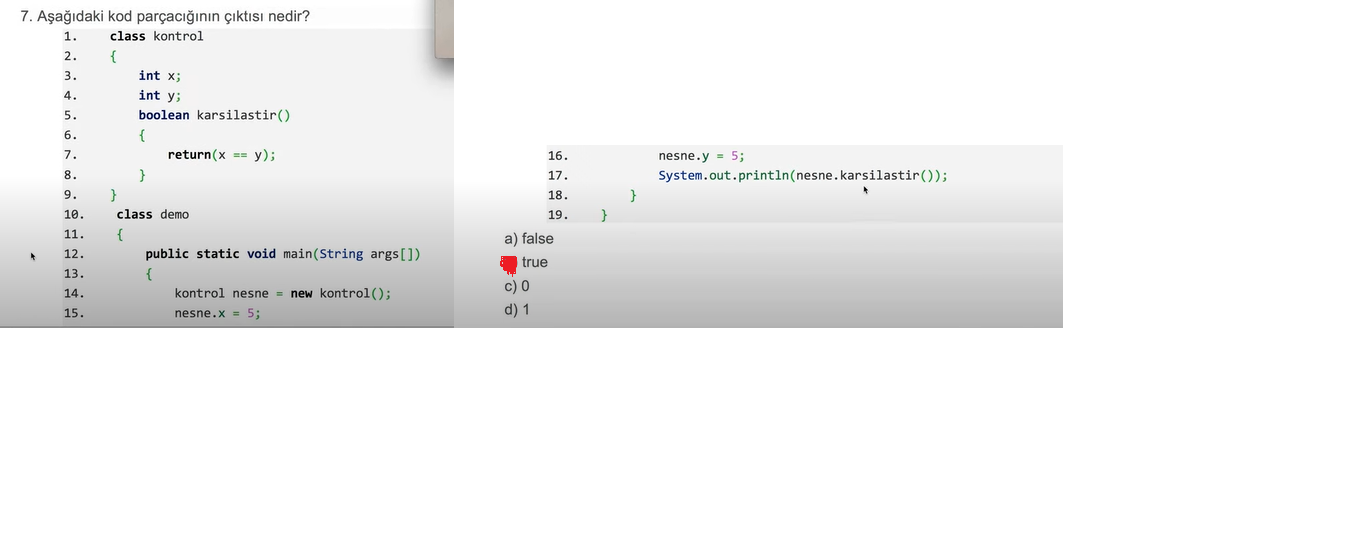 7. Aşağıdaki kod parçacığının çıktısı nedir?
1. class kontrol
2. {
3. int x;
4. int y;
5. boolean karsilastir()
6. {
7. return(x == y);
8. }
9. }
10. class demo
11. {
12. public static void main(String args[])
13. {
14. kontrol nesne = new kontrol();
15. nesne.x = 5;
16. nesne.y = 5;
17. System.out.println(nesne.karsilastir());
18. }
19. }
a) false
true
c) 0
d) 1